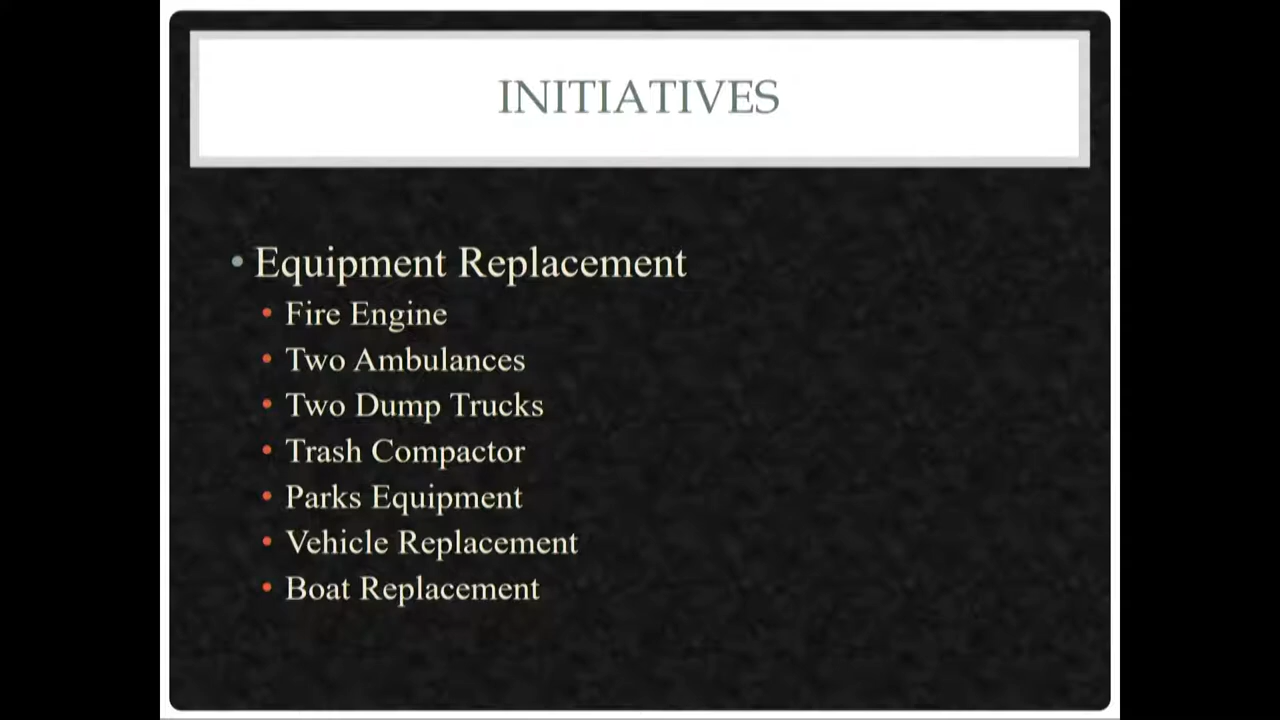 INITIATIVES
• Equipment Replacement
• Fire Engine
• Two Ambulances
• Two Dump Trucks
• Trash Compactor
• Parks Equipment
• Vehicle Replacement
• Boat Replacement